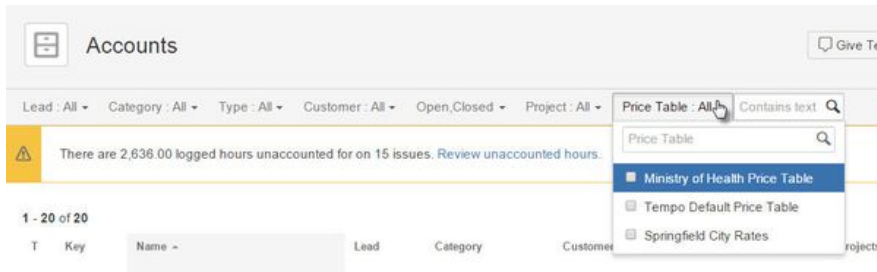 Accounts
Give Te
Lead : All Category : All Type : All Customer : All Open,Closed Project : All Price Table : All Contains text
Price Table
There are 2,636.00 logged hours unaccounted for on 15 issues. Review unaccounted hours.
Ministry of Health Price Table
Tempo Default Price Table
Springfield City Rates
1 - 20 of 20
T Key Name Lead Category Customer rojects